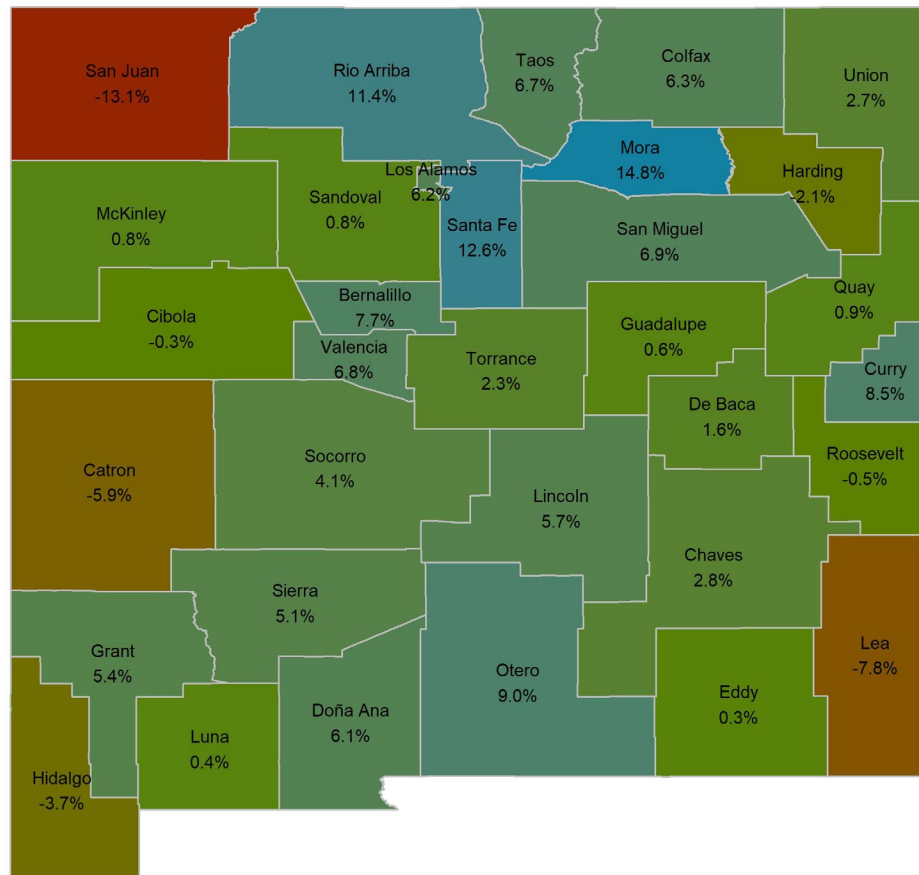 San Juan
-13.1%
Rio Arriba
11.4%
Taos
6.7%
Colfax
6.3%
Union
2.7%
Mora
14.8%
Harding
-2.1%
Los Alamos
6.2%
Sandoval
0.8%
McKinley
0.8%
Santa Fe
12.6%
San Miguel
6.9%
Quay
0.9%
Bernalillo
7.7%
Cibola
-0.3%
Guadalupe
0.6%
Valencia
6.8%
Torrance
2.3%
Curry
8.5%
De Baca
1.6%
Roosevelt
-0.5%
Catron
-5.9%
Socorro
4.1%
Lincoln
5.7%
Chaves
2.8%
Sierra
5.1%
Grant
5.4%
Lea
-7.8%
Otero
9.0%
Eddy
0.3%
Doña Ana
6.1%
Luna
0.4%
Hidalgo
-3.7%